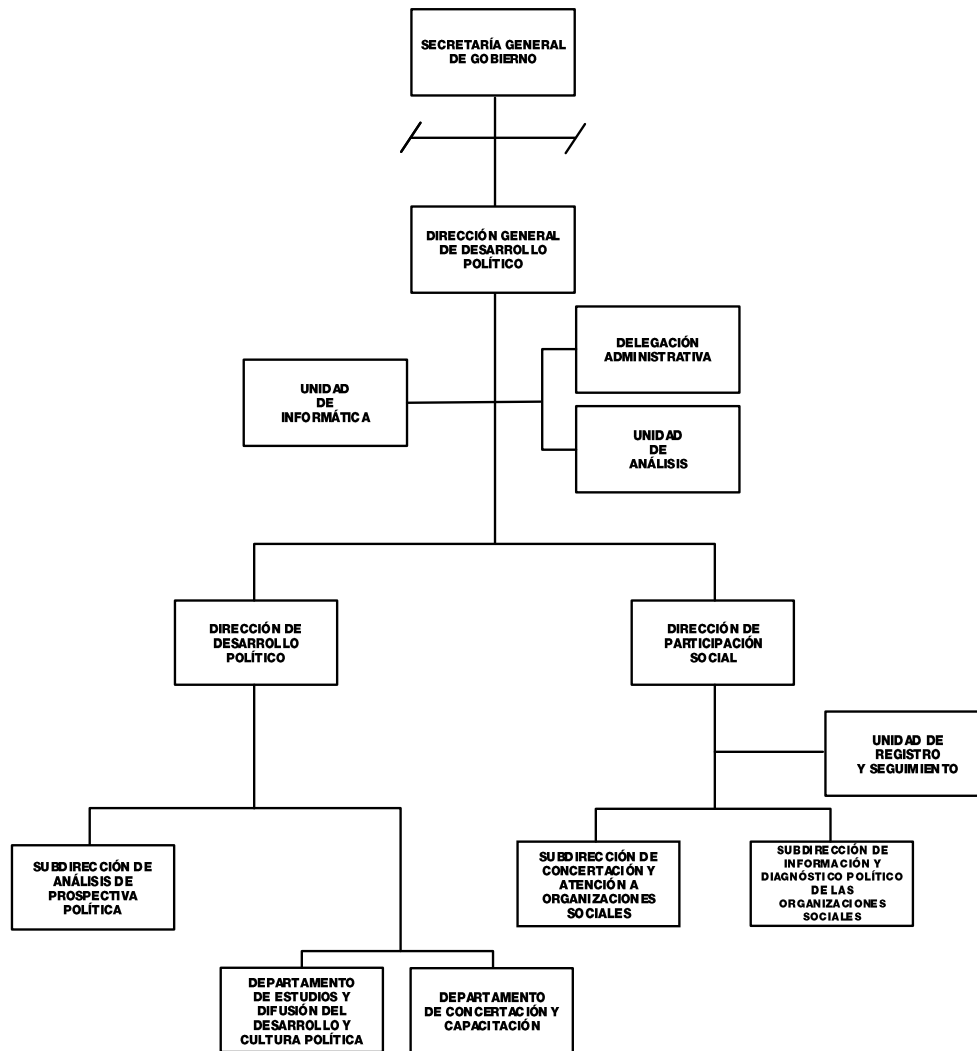 SECRETARÍA GENERAL
DE GOBIERNO
DIRECCIÓN GENERAL
DE DESARROLLO
POLÍTICO
DELEGACIÓN
ADMINISTRATIVA
UNIDAD
DE
INFORMÁTICA
UNIDAD
DE
ANÁLISIS
DIRECCIÓN DE
DESARROLLO
POLÍTICO
DIRECCIÓN DE
PARTICIPACIÓN
SOCIAL
UNIDAD DE
REGISTRO
Y SEGUIMIENTO
SUBDIRECCIÓN DE
ANÁLISIS DE
PROSPECTIVA
POLÍTICA
SUBDIRECCIÓN DE
CONCERTACIÓN Y
ATENCIÓN A
ORGANIZACIONES
SOCIALES
SUBDIRECCIÓN DE
INFORMACIÓN Y
DIAGNÓSTICO POLÍTICO
DE LAS
ORGANIZACIONES
SOCIALES
DEPARTAMENTO
DE ESTUDIOS Y
DIFUSIÓN DEL
DESARROLLO Y
CULTURA POLÍTICA
DEPARTAMENTO
DE CONCERTACIÓN Y
CAPACITACIÓN